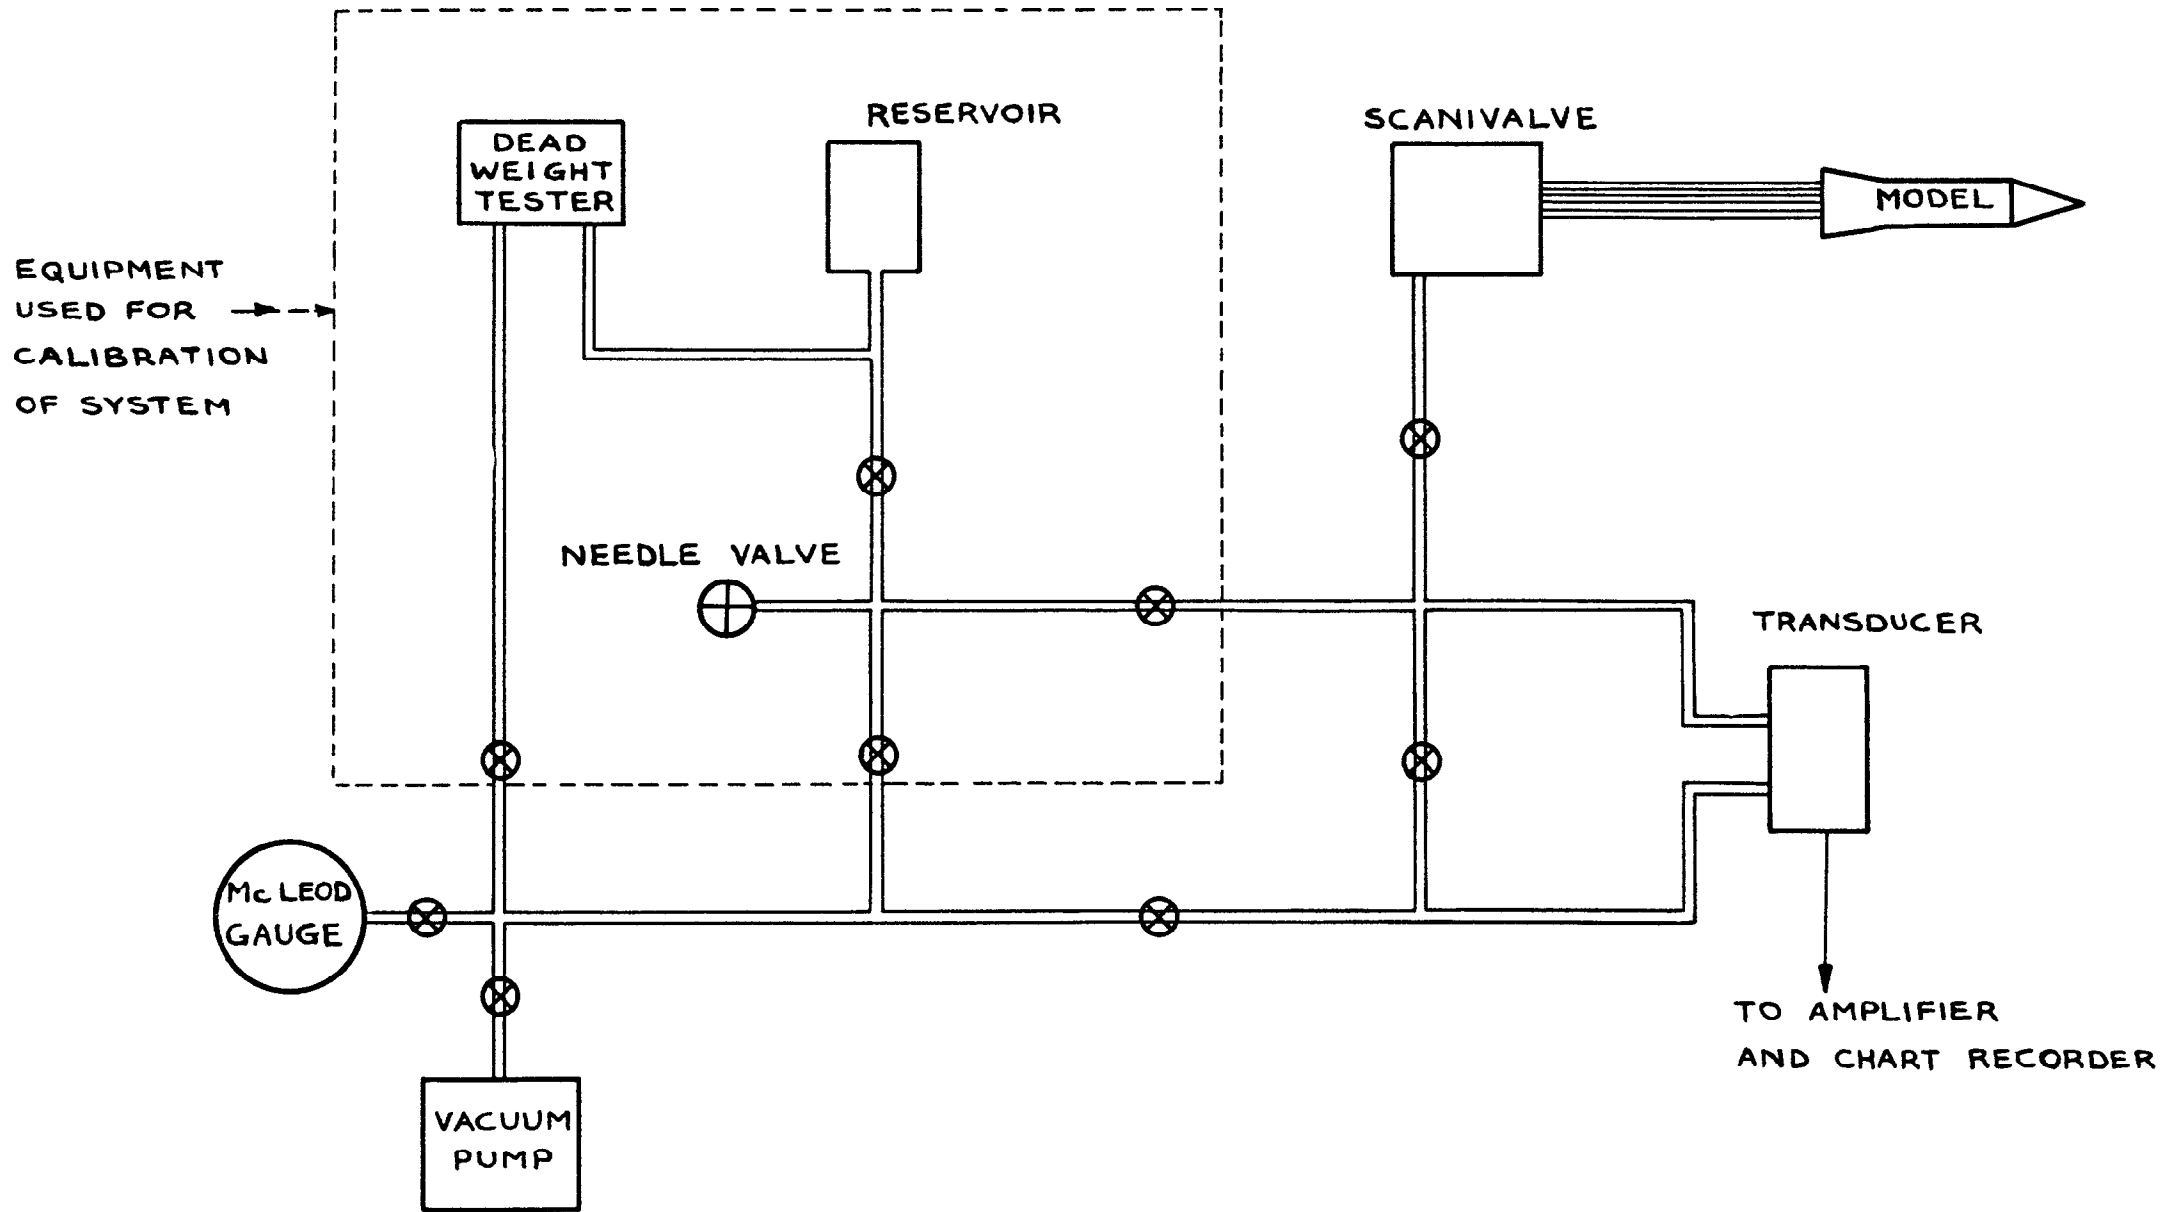 DEAD
WEIGHT
TESTER
RESERVOIR
SCANIVALVE
MODEL
EQUIPMENT
USED FOR
CALIBRATION
OF SYSTEM
NEEDLE VALVE
TRANSDUCER
Mc LEOD
GAUGE
TO AMPLIFIER
AND CHART RECORDER
VACUUM
PUMP